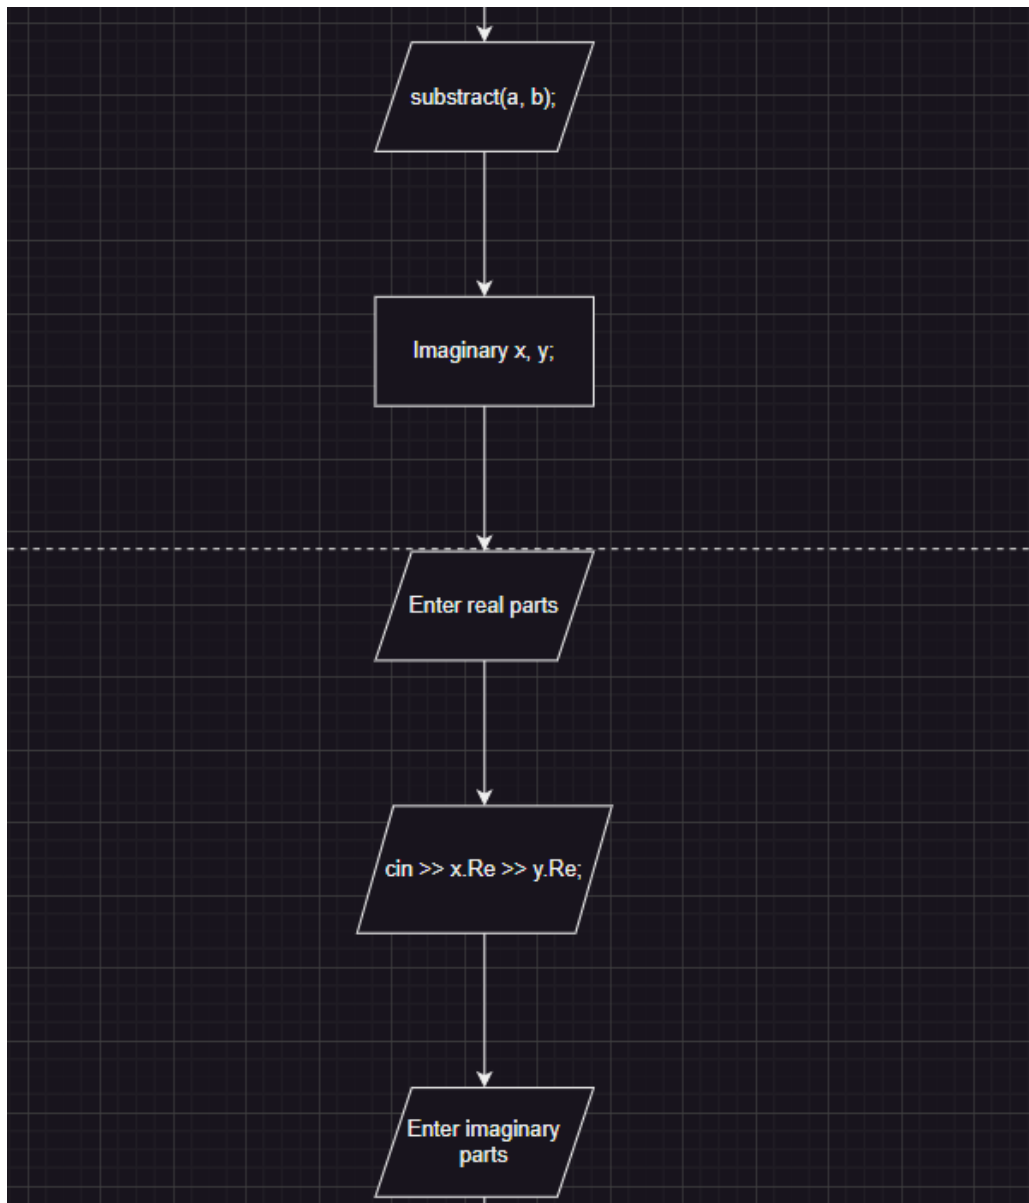 substract(a, b);
Imaginary x, y;
Enter real parts
cin >> x.Re >> y.Re;
Enter imaginary
parts